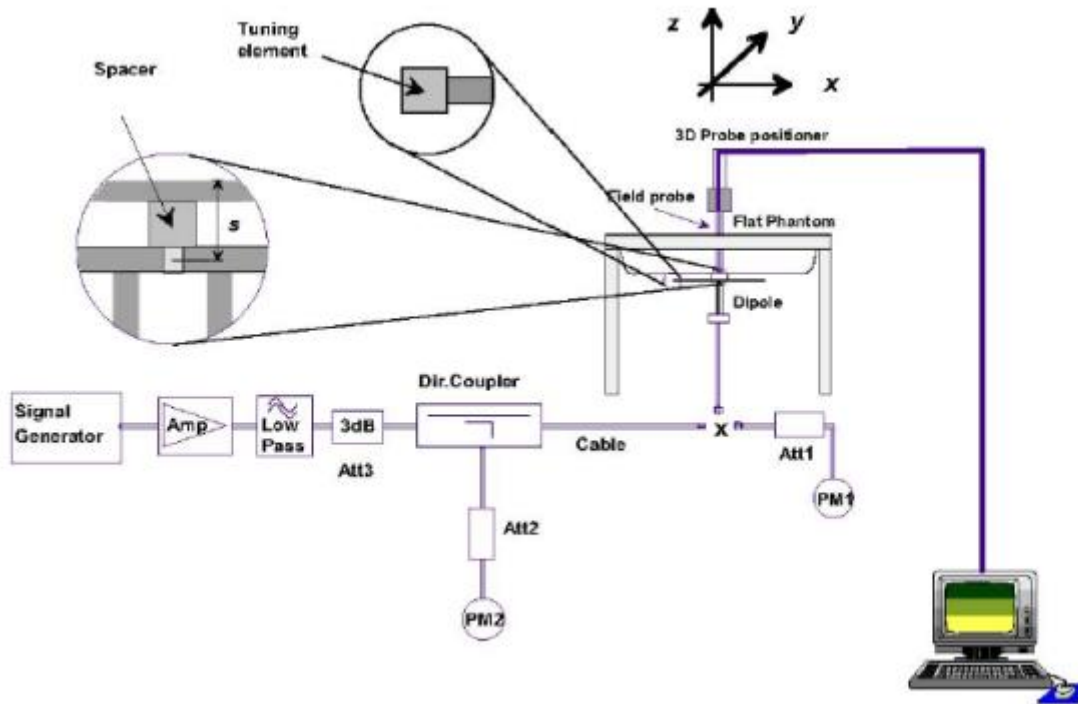 Tuning
element
Spacer
z
y
x
3D Probe positioner
Field probe
Flat Phantom
s
Dipole
Dir.Coupler
Signal
Generator
Amp
Low
Pass
3dB
Att3
Cable
x
Att1
PM1
Att2
PM2